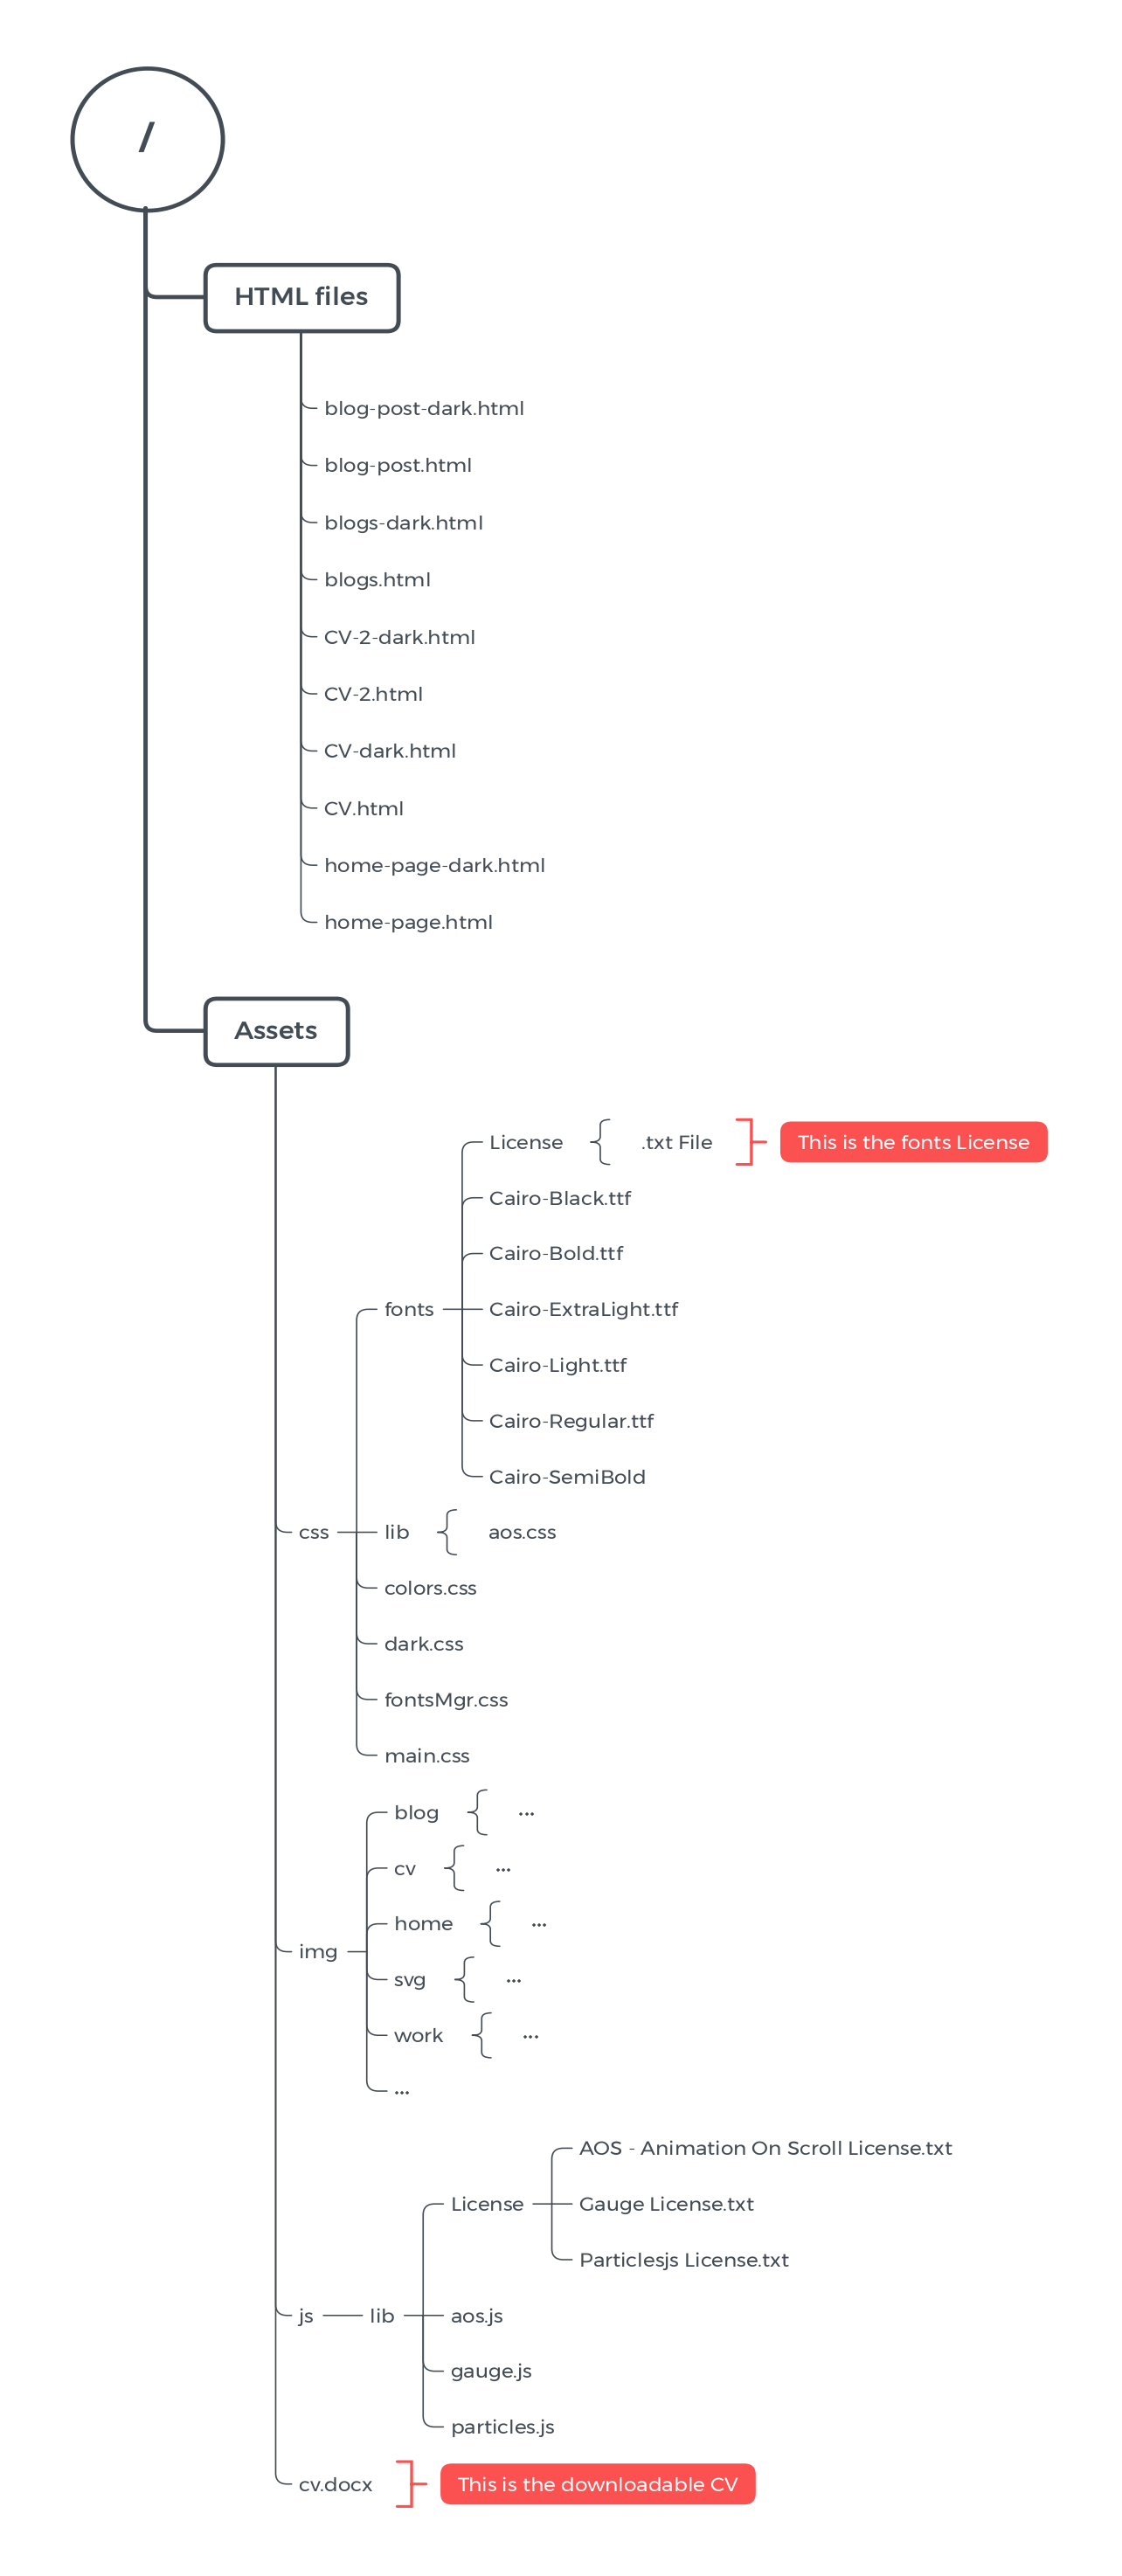 /
HTML files
blog-post-dark.html
blog-post.html
blogs-dark.html
blogs.html
CV-2-dark.html
CV-2.html
CV-dark.html
CV.html
home-page-dark.html
home-page.html
Assets
License .txt File This is the fonts License
Cairo-Black.ttf
Cairo-Bold.ttf
fonts Cairo-ExtraLight.ttf
Cairo-Light.ttf
Cairo-Regular.ttf
Cairo-SemiBold
css lib aos.css
colors.css
dark.css
fontsMgr.css
main.css
blog ...
cv ...
home ...
img
svg ...
work ...
...
AOS - Animation On Scroll License.txt
License Gauge License.txt
Particlesjs License.txt
js lib aos.js
gauge.js
particles.js
cv.docx This is the downloadable CV